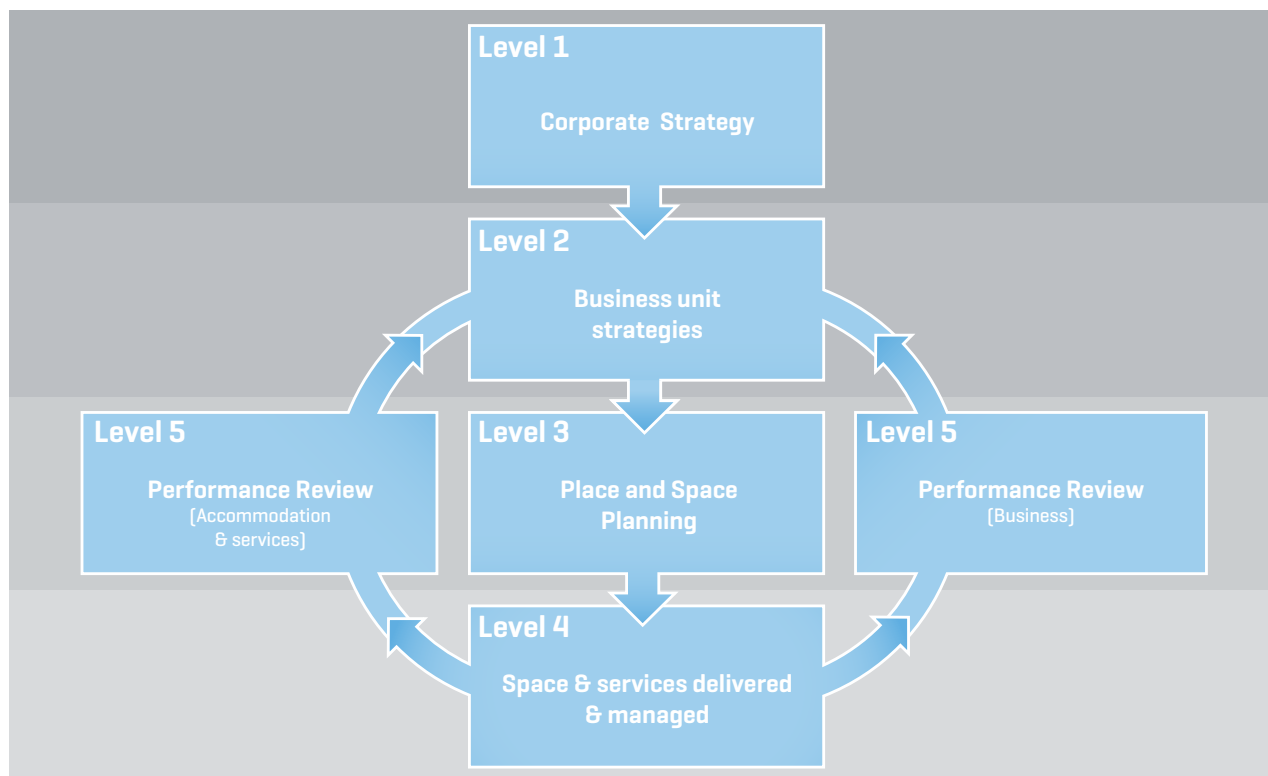 Level 1
Corporate Strategy
Level 2
Business unit
strategies
Level 5
Performance Review
(Accommodation
& services)
Level 3
Place and Space
Planning
Level 5
Performance Review
(Business)
Level 4
Space & services delivered
& managed